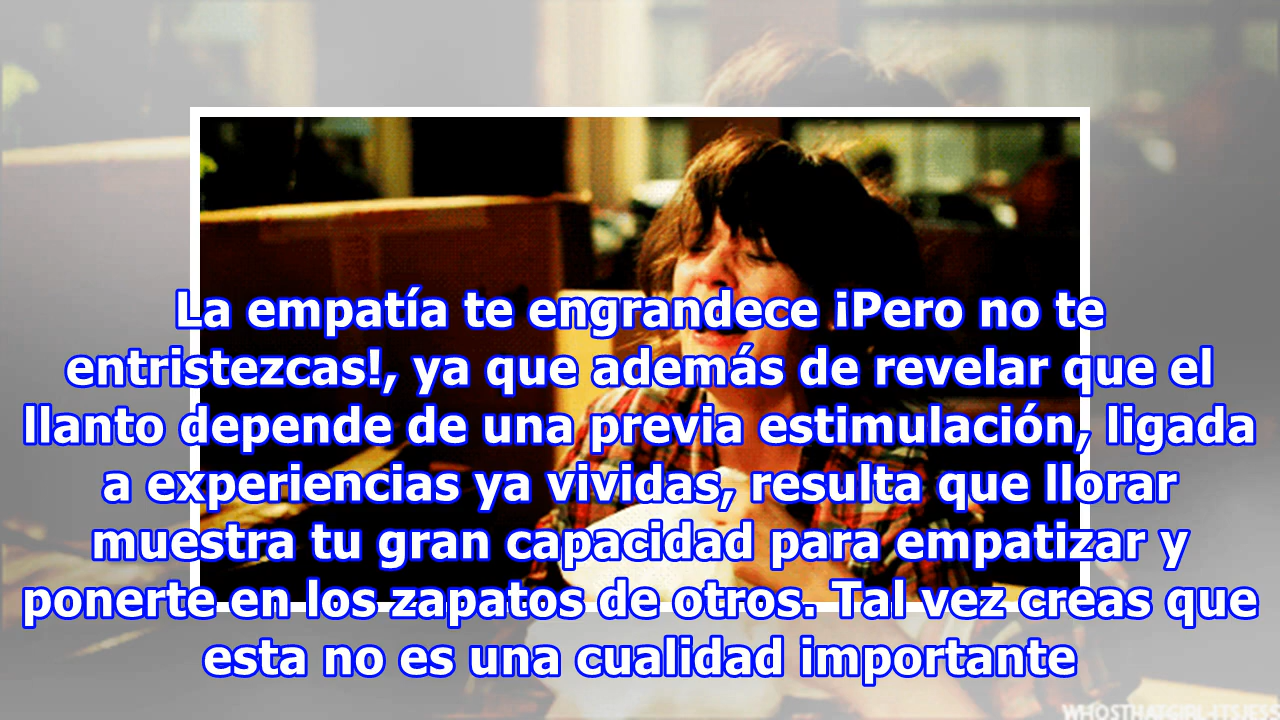 La empatía te engrandece ¡Pero no te
entristezcas!, ya que además de revelar que el
llanto depende de una previa estimulación, ligada
a experiencias ya vividas, resulta que llorar
muestra tu gran capacidad para empatizar y
ponerte en los zapatos de otros. Tal vez creas que
esta no es una cualidad importante
WHOSTHATGIRL-ITSJESS